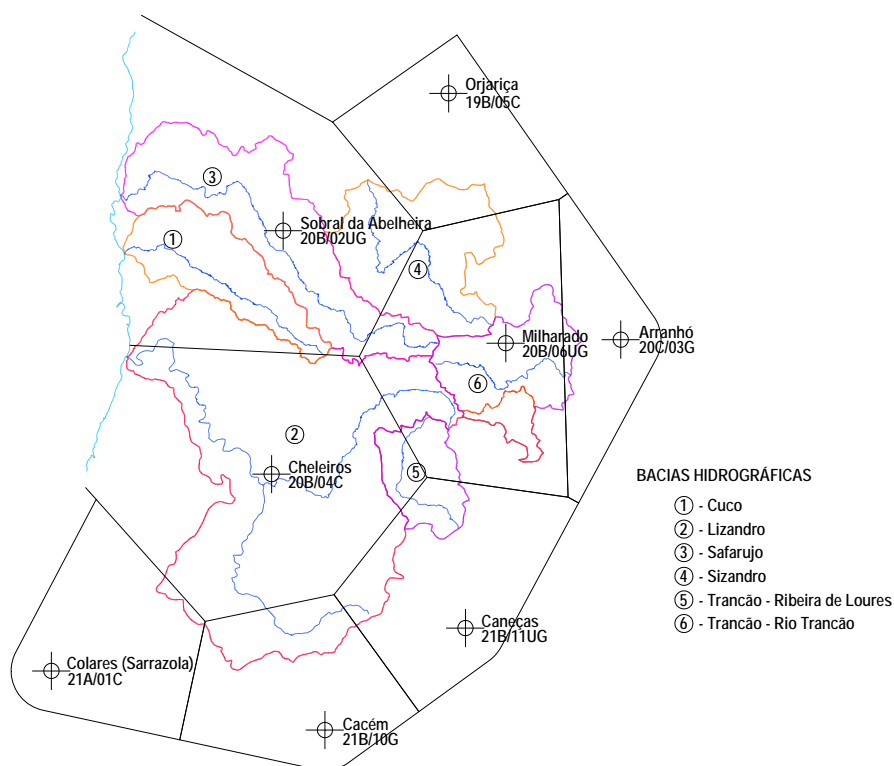 Orjariça
19B/05C
3
Sobral da Abelheira
20B/02UG
1
4
Milharado
20B/06UG
Arranhó
20C/03G
6
2
Cheleiros
20B/04C
5
BACIAS HIDROGRÁFICAS
1 - Cuco
2 - Lizandro
3 - Safarujo
4 - Sizandro
5 - Trancão - Ribeira de Loures
6 - Trancão - Rio Trancão
Caneças
21B/11UG
Colares (Sarrazola)
21A/01C
Cacém
21B/10G